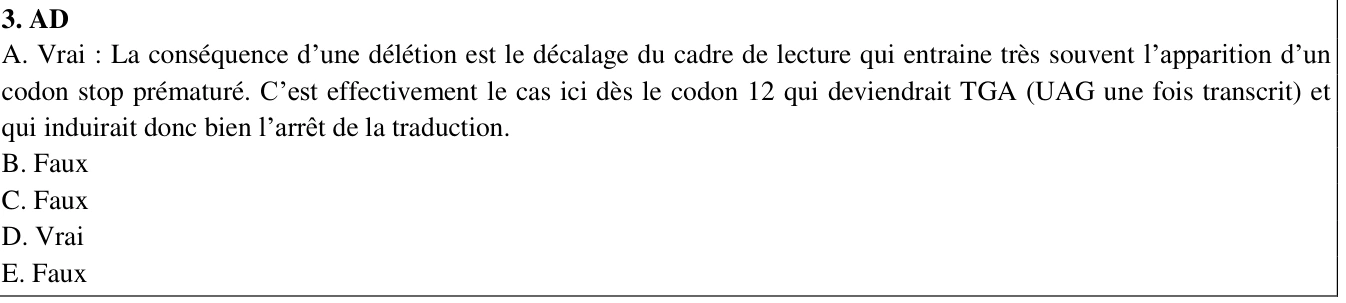 3. AD
A. Vrai : La conséquence d’une délétion est le décalage du cadre de lecture qui entraine très souvent l’apparition d’un
codon stop prématuré. C’est effectivement le cas ici dès le codon 12 qui deviendrait TGA (UAG une fois transcrit) et
qui induirait donc bien l’arrêt de la traduction.
B. Faux
C. Faux
D. Vrai
E. Faux